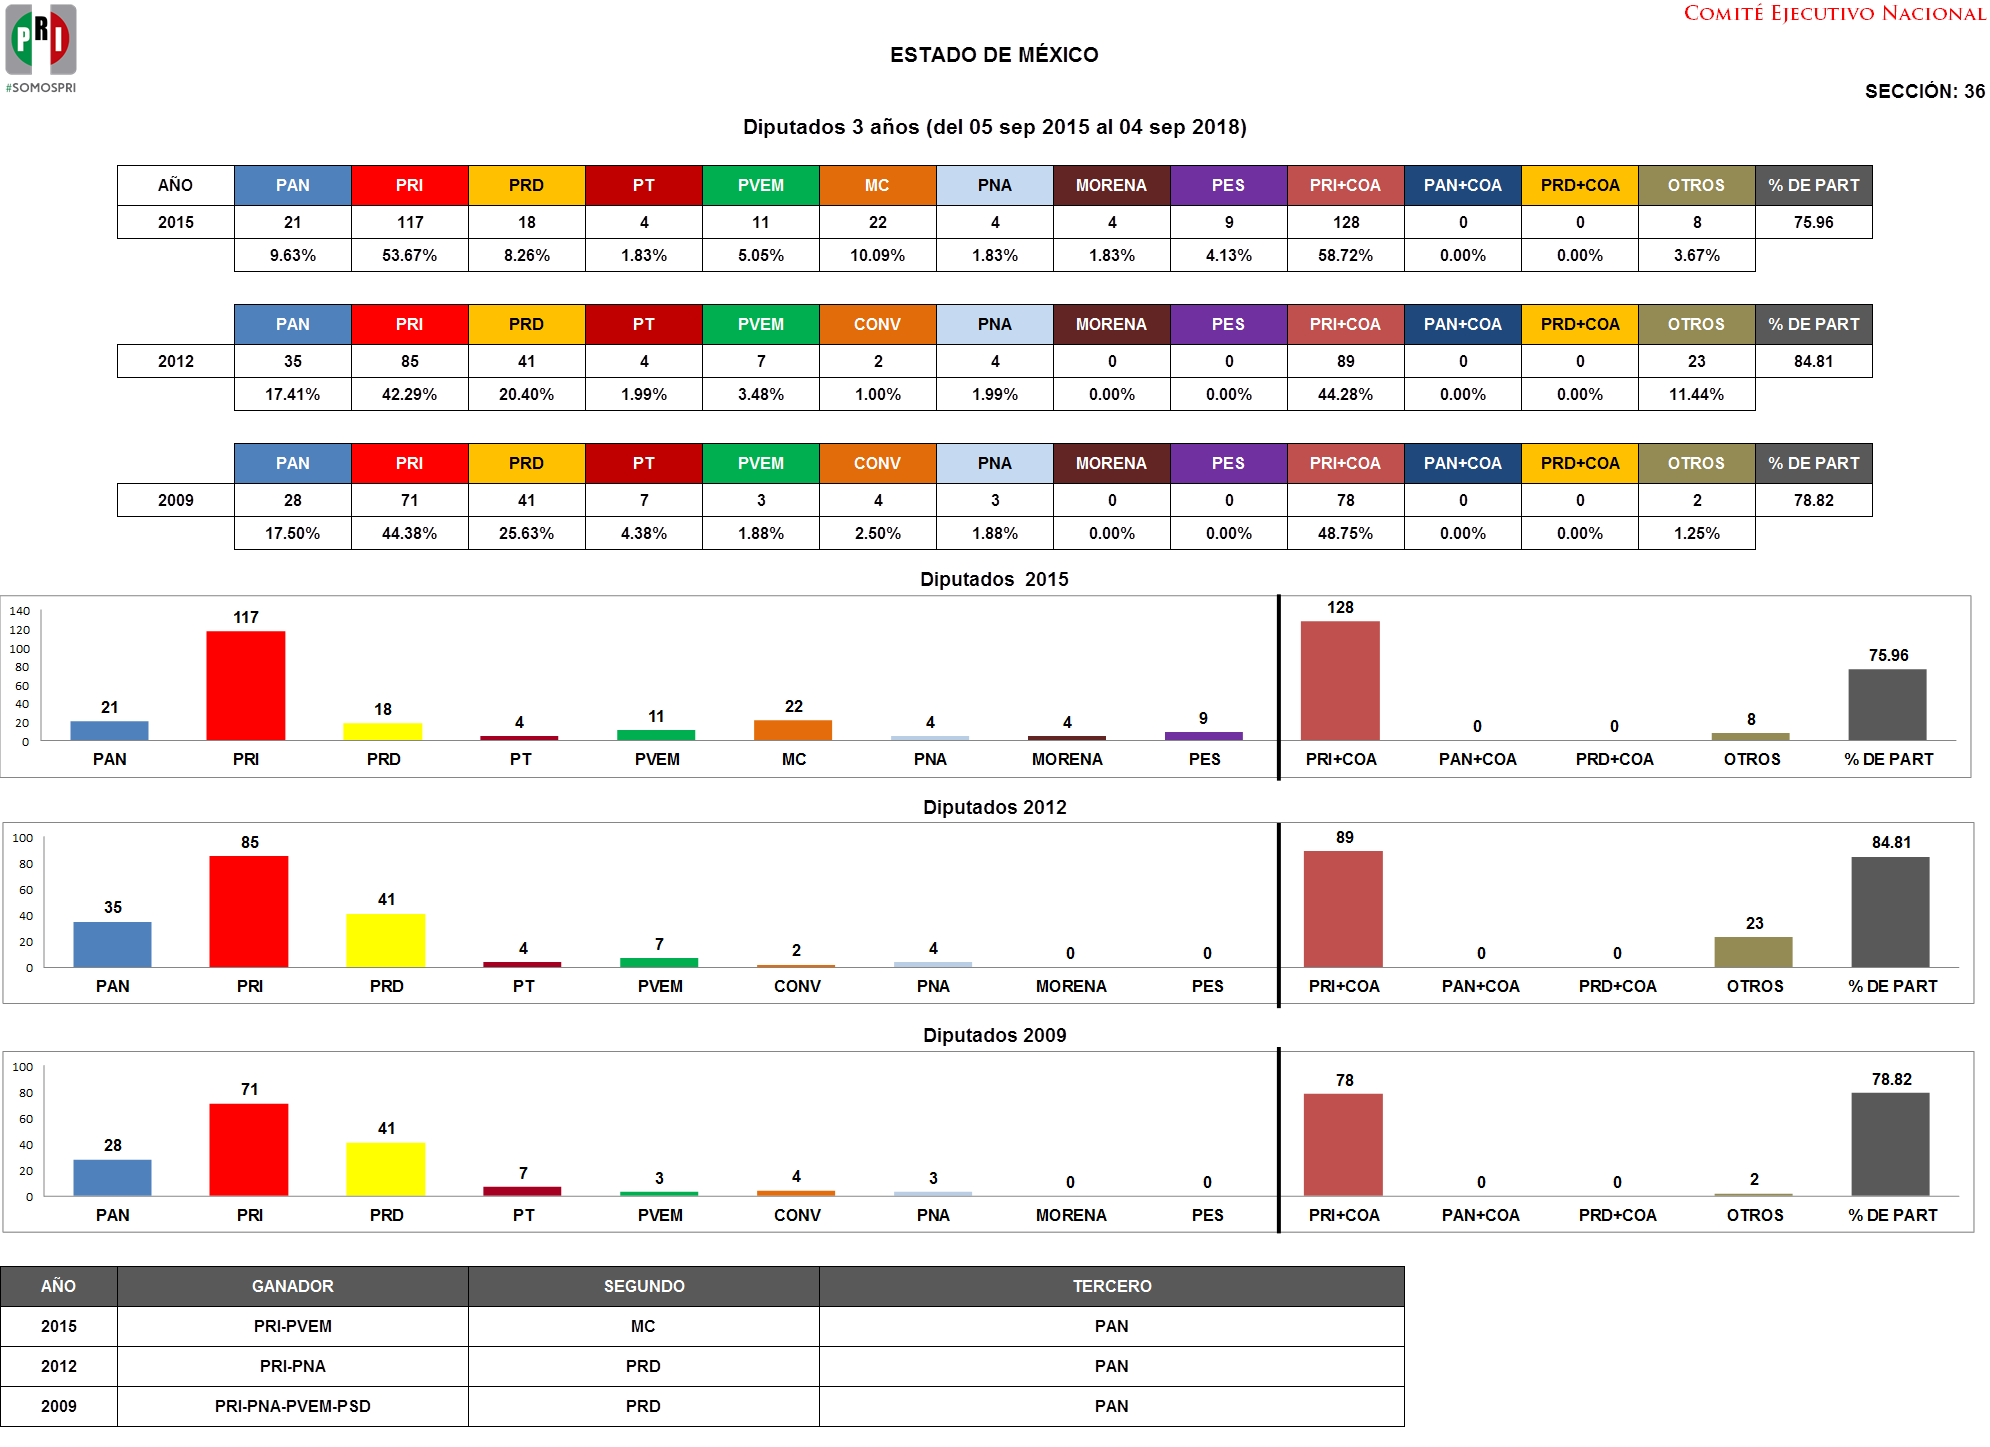 PRI
#SOMOSPRI
COMITÉ EJECUTIVO NACIONAL
ESTADO DE MÉXICO
SECCIÓN: 36
Diputados 3 años (del 05 sep 2015 al 04 sep 2018)
AÑO PAN PRI PRD PT PVEM MC PNA MORENA PES PRI+COA PAN+COA PRD+COA OTROS % DE PART
2015 21 117 18 4 11 22 4 4 9 128 0 0 8 75.96
9.63% 53.67% 8.26% 1.83% 5.05% 10.09% 1.83% 1.83% 4.13% 58.72% 0.00% 0.00% 3.67%
PAN PRI PRD PT PVEM CONV PNA MORENA PES PRI+COA PAN+COA PRD+COA OTROS % DE PART
2012 35 85 41 4 7 2 4 0 0 89 0 0 23 84.81
17.41% 42.29% 20.40% 1.99% 3.48% 1.00% 1.99% 0.00% 0.00% 44.28% 0.00% 0.00% 11.44%
PAN PRI PRD PT PVEM CONV PNA MORENA PES PRI+COA PAN+COA PRD+COA OTROS % DE PART
2009 28 71 41 7 3 4 3 0 0 78 0 0 2 78.82
17.50% 44.38% 25.63% 4.38% 1.88% 2.50% 1.88% 0.00% 0.00% 48.75% 0.00% 0.00% 1.25%
Diputados 2015
140
120
100
80
60
40
20
0
21 117 18 4 11 22 4 4 9 128 0 0 8 75.96
PAN PRI PRD PT PVEM MC PNA MORENA PES PRI+COA PAN+COA PRD+COA OTROS % DE PART
Diputados 2012
100
80
60
40
20
0
35 85 41 4 7 2 4 0 0 89 0 0 23 84.81
PAN PRI PRD PT PVEM CONV PNA MORENA PES PRI+COA PAN+COA PRD+COA OTROS % DE PART
Diputados 2009
100
80
60
40
20
0
28 71 41 7 3 4 3 0 0 78 0 0 2 78.82
PAN PRI PRD PT PVEM CONV PNA MORENA PES PRI+COA PAN+COA PRD+COA OTROS % DE PART
AÑO GANADOR SEGUNDO TERCERO
2015 PRI-PVEM MC PAN
2012 PRI-PNA PRD PAN
2009 PRI-PNA-PVEM-PSD PRD PAN